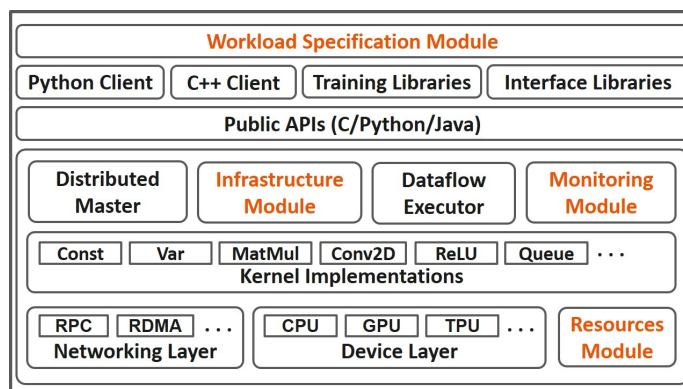 Workload Specification Module
Python Client
C++ Client
Training Libraries
Interface Libraries
Public APIs (C/Python/Java)
Distributed
Master
Infrastructure
Module
Dataflow
Executor
Monitoring
Module
Const
Var
MatMul
Conv2D
ReLU
Queue
...
Kernel Implementations
RPC
RDMA
...
Networking Layer
CPU
GPU
TPU
...
Device Layer
Resources
Module